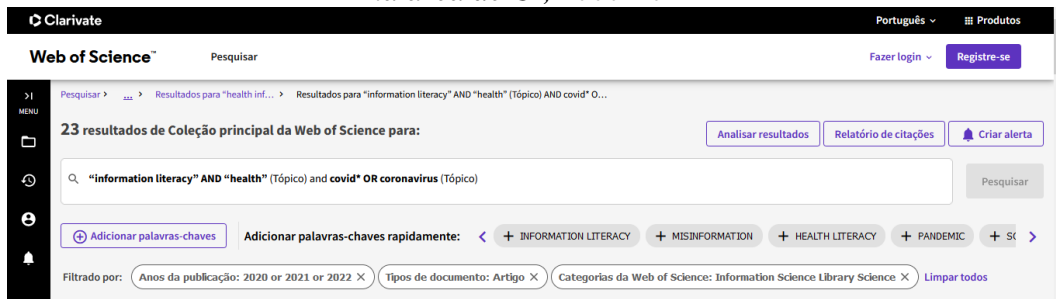 Clarivate Português Produtos
Web of Science™ Pesquisar Fazer login Registre-se
MENU
Pesquisar > ... > Resultados para "health inf... > Resultados para "information literacy" AND "health" (Tópico) AND covid* O...
23 resultados de Coleção principal da Web of Science para:
Analisar resultados Relatório de citações Criar alerta
"information literacy" AND "health" (Tópico) and covid* OR coronavirus (Tópico) Pesquisar
Adicionar palavras-chaves Adicionar palavras-chaves rapidamente: < + INFORMATION LITERACY + MISINFORMATION + HEALTH LITERACY + PANDEMIC + >
Filtrado por: Anos da publicação: 2020 or 2021 or 2022 × Tipos de documento: Artigo × Categorias da Web of Science: Information Science Library Science × Limpar todos